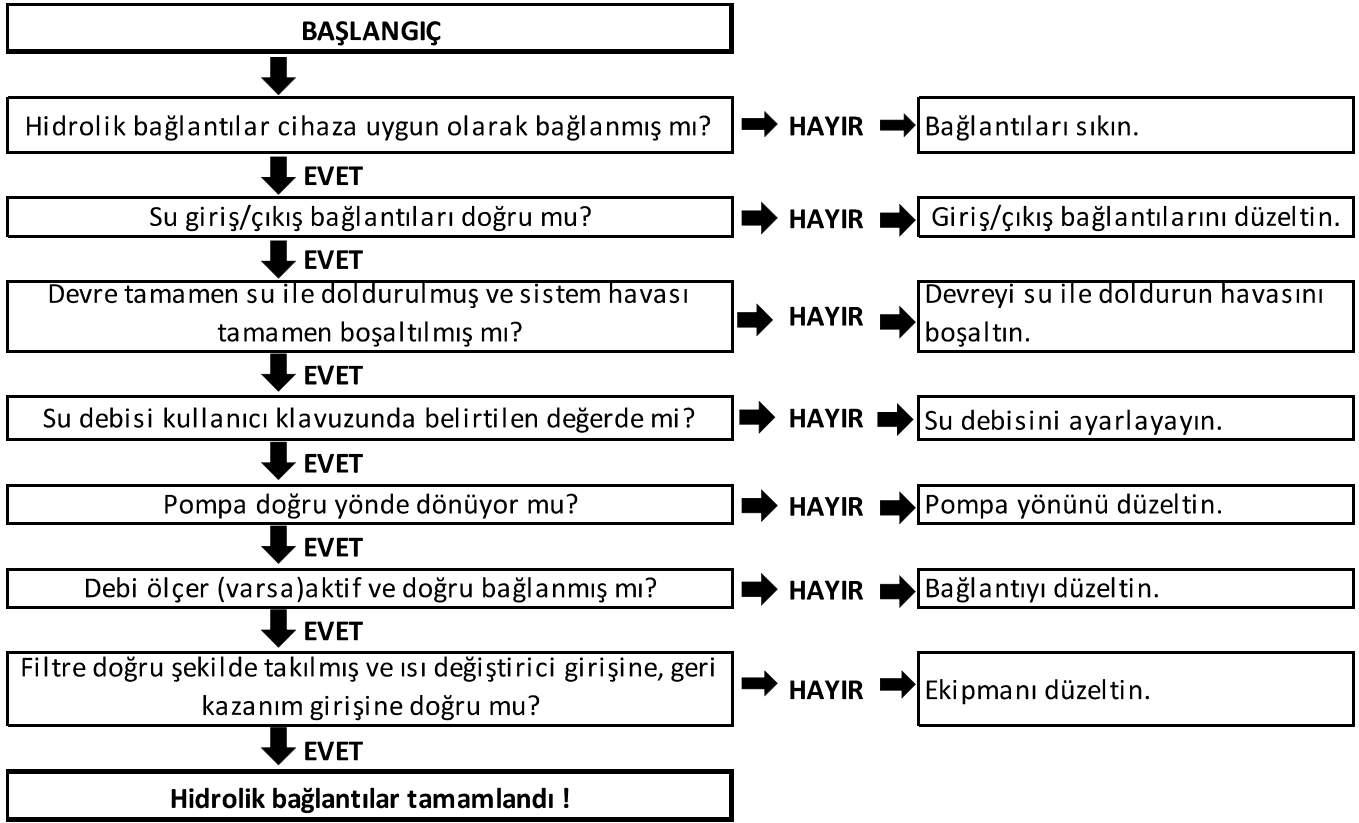 BAŞLANGIÇ
Hidrolik bağlantılar cihaza uygun olarak bağlanmış mı?
HAYIR
Bağlantıları sıkın.
EVET
Su giriş/çıkış bağlantıları doğru mu?
HAYIR
Giriş/çıkış bağlantılarını düzeltin.
EVET
Devre tamamen su ile doldurulmuş ve sistem havası
tamamen boşaltılmış mı?
HAYIR
Devreyi su ile doldurun havasını
boşaltın.
EVET
Su debisi kullanıcı klavuzunda belirtilen değerde mi?
HAYIR
Su debisini ayarlayayın.
EVET
Pompa doğru yönde dönüyor mu?
HAYIR
Pompa yönünü düzeltin.
EVET
Debi ölçer (varsa)aktif ve doğru bağlanmış mı?
HAYIR
Bağlantıyı düzeltin.
EVET
Filtre doğru şekilde takılmış ve ısı değiştirici girişine, geri
kazanım girişine doğru mu?
HAYIR
Ekipmanı düzeltin.
EVET
Hidrolik bağlantılar tamamlandı !